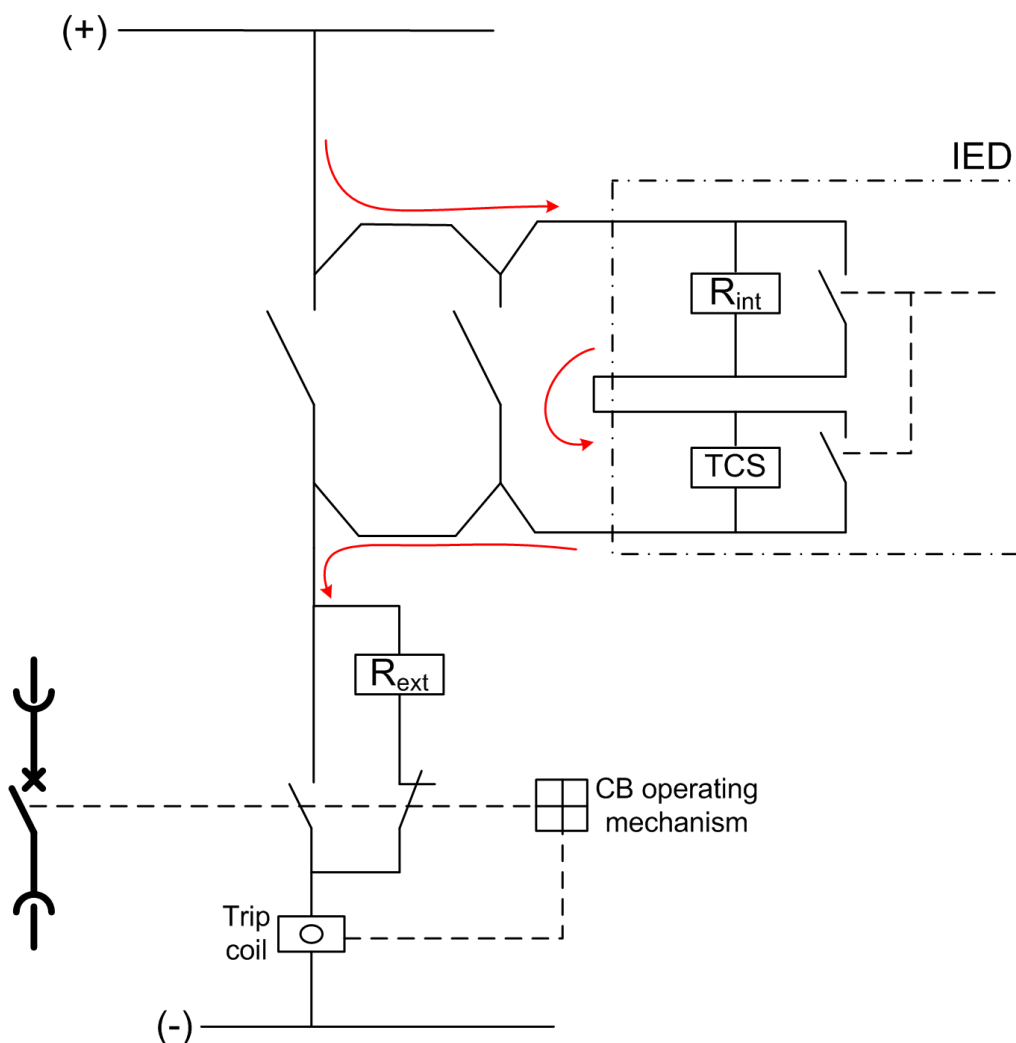 (+)
IED
Rint
TCS
Rext
CB operating
mechanism
Trip
coil
(-)